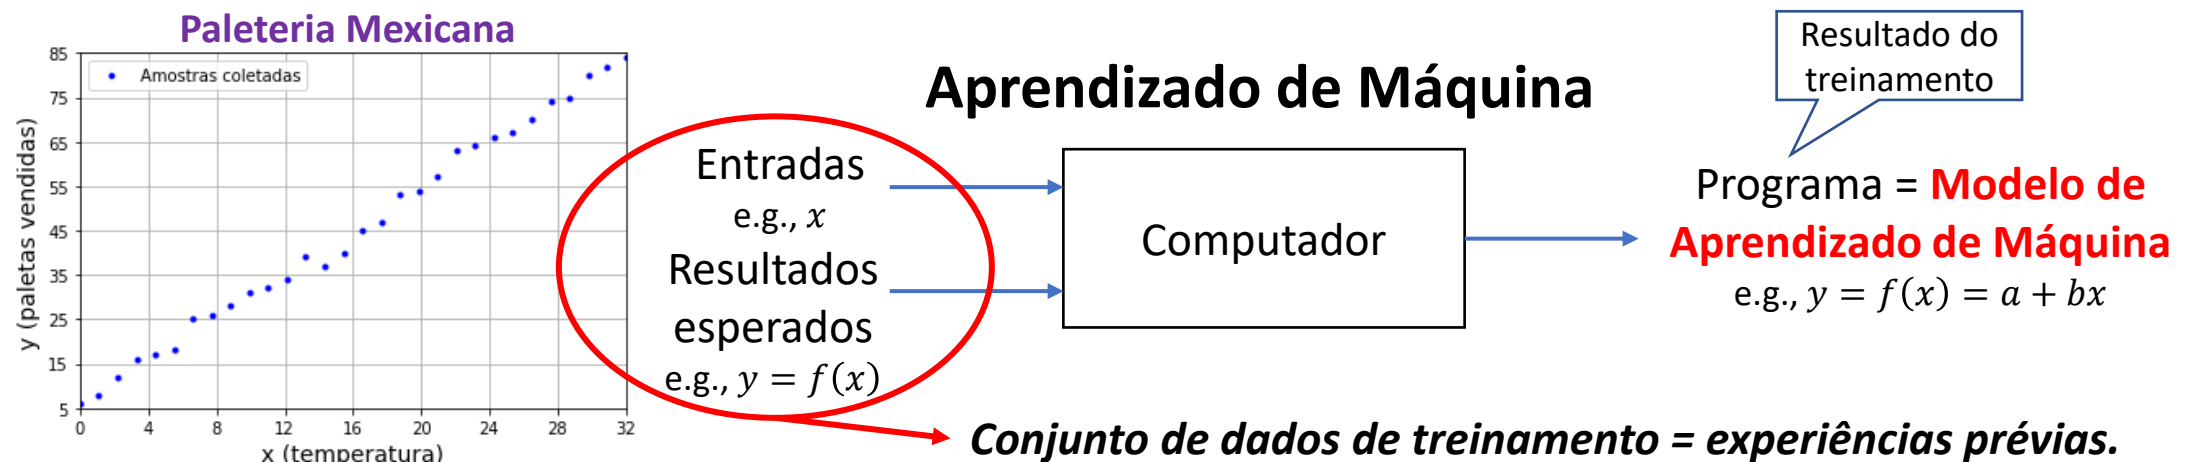 Paleteria Mexicana
85
75
65
55
45
35
25
15
5
0 4 8 12 16 20 24 28 32
y (paletas vendidas)
x (temperatura)
Amostras coletadas
Aprendizado de Máquina
Entradas
e.g., x
Resultados
esperados
e.g., y = f(x)
Computador
Resultado do
treinamento
Programa = Modelo de
Aprendizado de Máquina
e.g., y = f(x) = a + bx
Conjunto de dados de treinamento = experiências prévias.